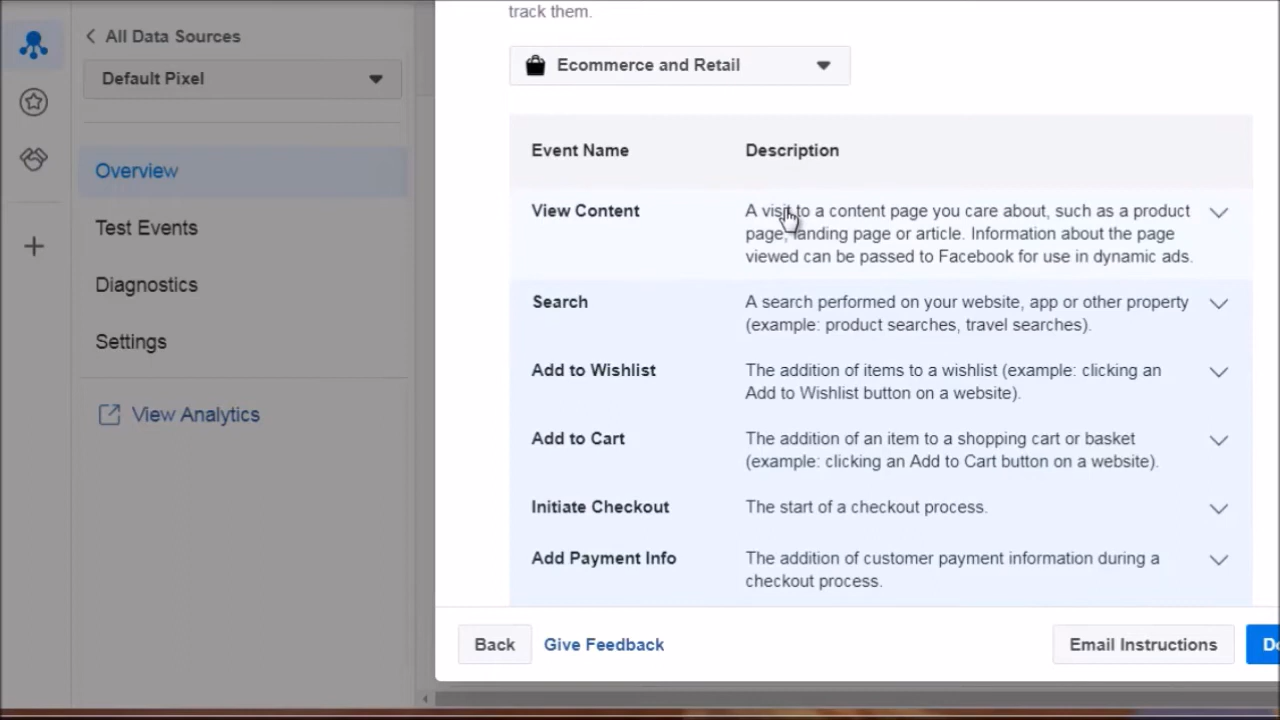 track them.
All Data Sources
Default Pixel
Overview
Test Events
Diagnostics
Settings
View Analytics
Ecommerce and Retail
Event Name Description
View Content A visit to a content page you care about, such as a product
page, landing page or article. Information about the page
viewed can be passed to Facebook for use in dynamic ads.
Search A search performed on your website, app or other property
(example: product searches, travel searches).
Add to Wishlist The addition of items to a wishlist (example: clicking an
Add to Wishlist button on a website).
Add to Cart The addition of an item to a shopping cart or basket
(example: clicking an Add to Cart button on a website).
Initiate Checkout The start of a checkout process.
Add Payment Info The addition of customer payment information during a
checkout process.
Back Give Feedback Email Instructions